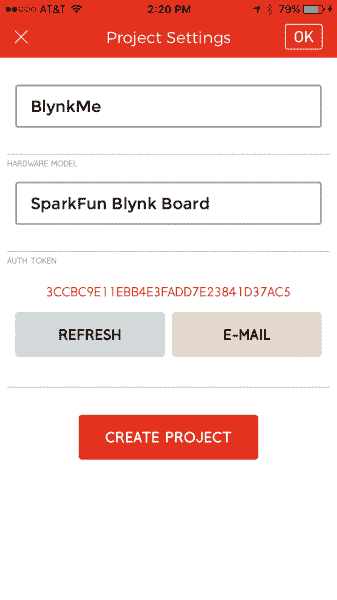 AT&T 2:20 PM 79%
Project Settings OK
BlynkMe
HARDWARE MODEL
SparkFun Blynk Board
AUTH TOKEN
3CCBC9E11EBB4E3FADD7E23841D37AC5
REFRESH E-MAIL
CREATE PROJECT